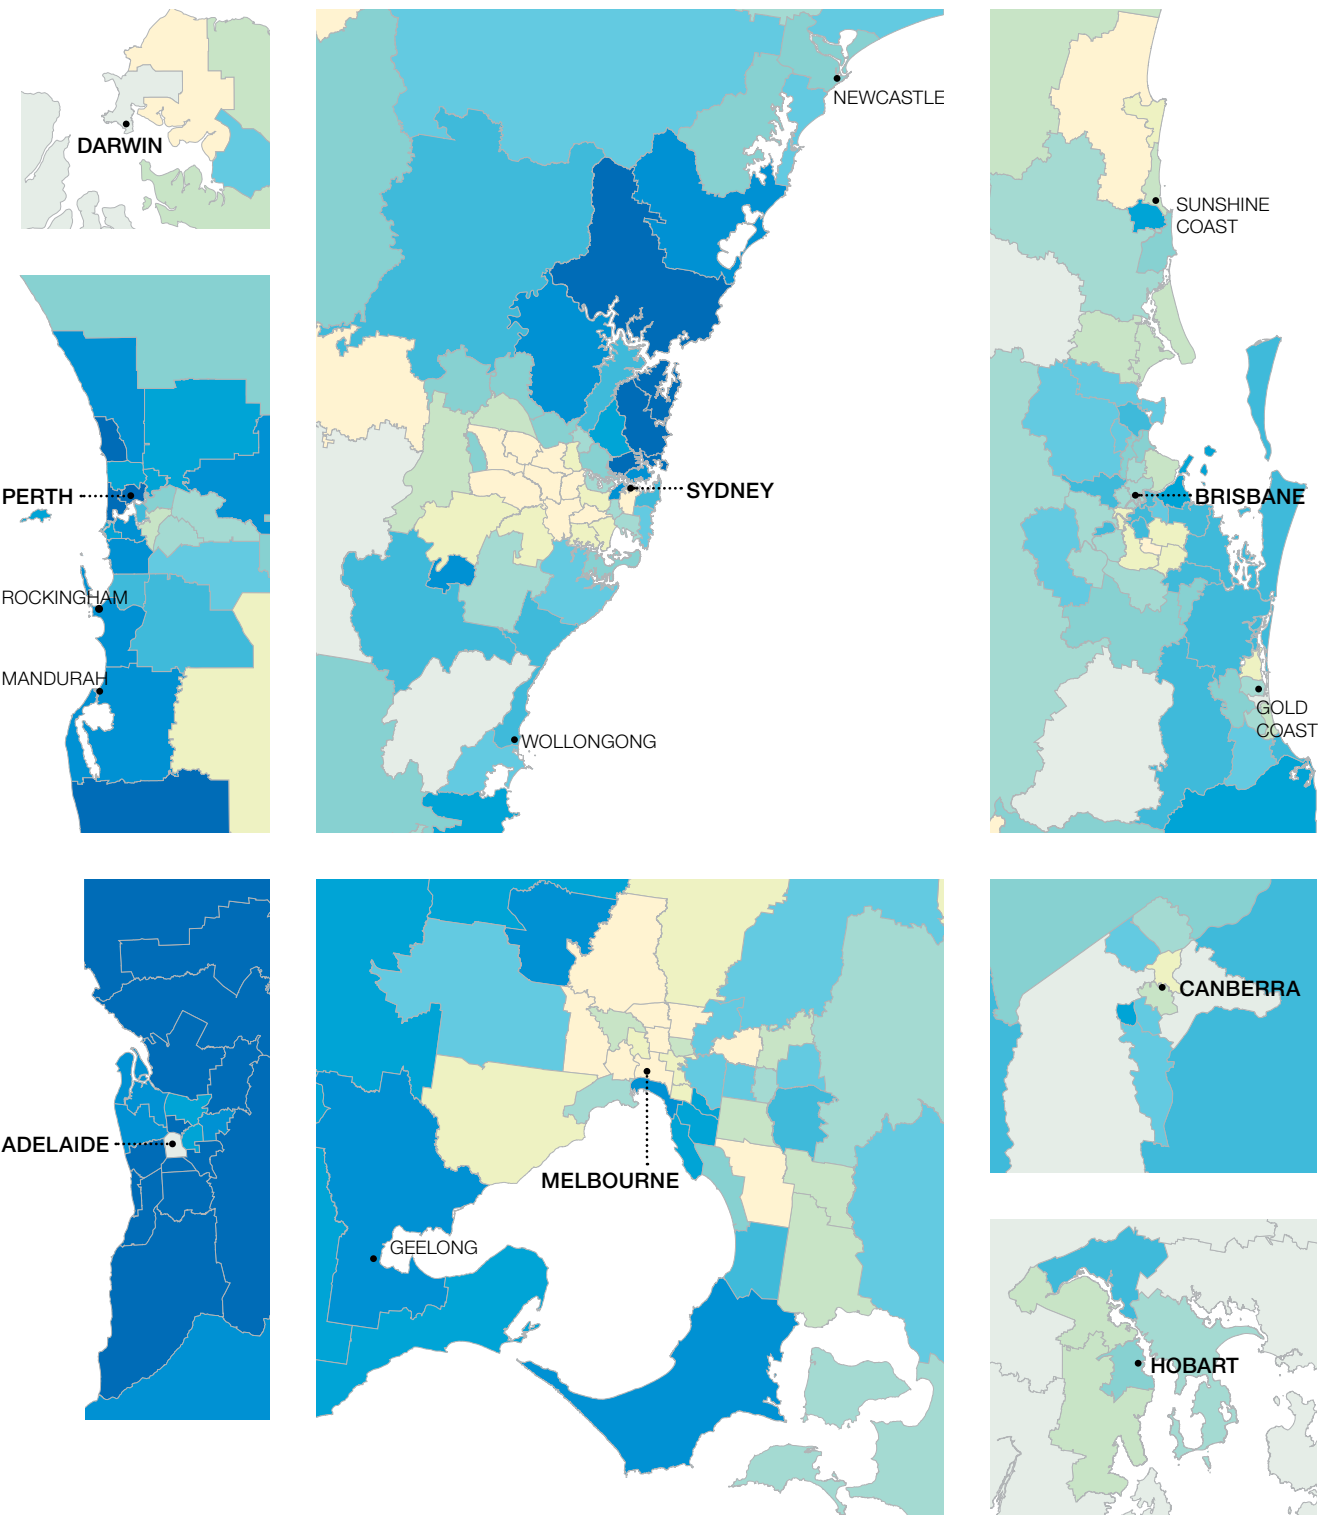 DARWIN
NEWCASTLE
SUNSHINE
COAST
PERTH
SYDNEY
BRISBANE
ROCKINGHAM
MANDURAH
WOLLONGONG
GOLD
COAST
CANBERRA
ADELAIDE
MELBOURNE
GEELONG
HOBART